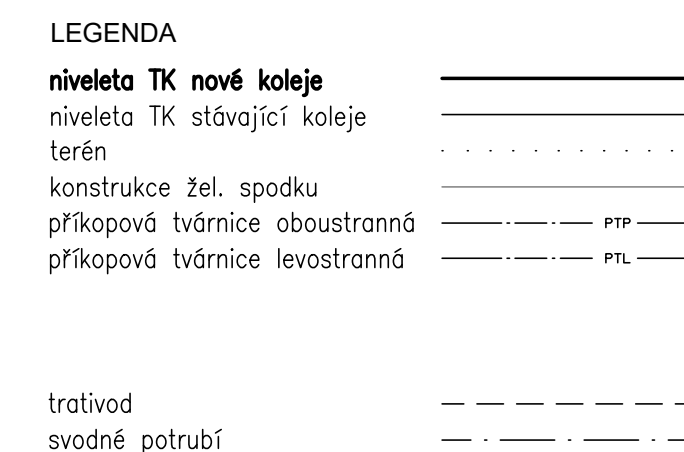 LEGENDA
niveleta TK nové koleje
niveleta TK stávající koleje
terén
konstrukce žel. spodku
příkopová tvárnice oboustranná PTP
příkopová tvárnice levostranná PTL
trativod
svodné potrubí